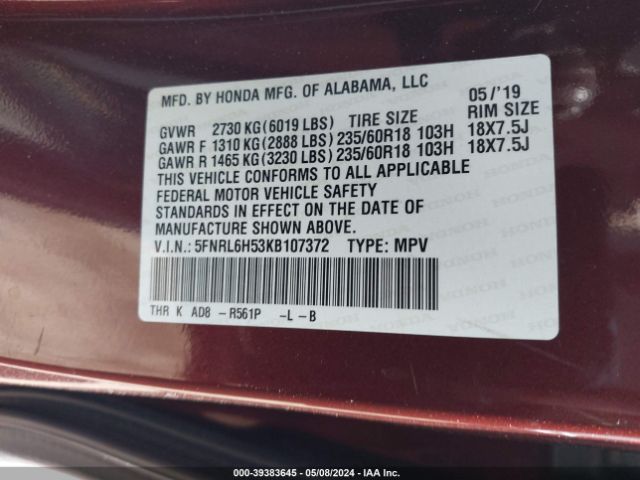 MFD. BY HONDA MFG. OF ALABAMA, LLC 05/'19
GVWR 2730 KG(6019 LBS) TIRE SIZE RIM SIZE
GAWR F 1310 KG(2888 LBS) 235/60R18 103H 18X7.5J
GAWR R 1465 KG(3230 LBS) 235/60R18 103H 18X7.5J
THIS VEHICLE CONFORMS TO ALL APPLICABLE
FEDERAL MOTOR VEHICLE SAFETY
STANDARDS IN EFFECT ON THE DATE OF
MANUFACTURE SHOWN ABOVE.
V.I.N.: 5FNRL6H53KB107372 TYPE: MPV
THR K AD8 - R561P -L-B
000-39383645 - 05/08/2024 - IAA Inc.